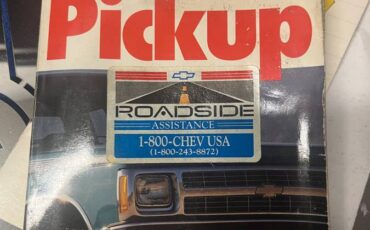 Pickup
ROADSIDE
ASSISTANCE
1-800-CHEV USA
(1-800-243-8872)